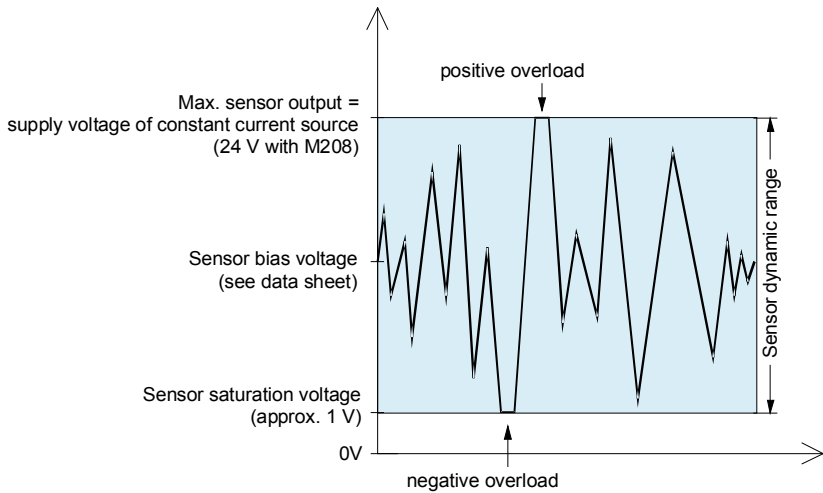 positive overload
Max. sensor output =
supply voltage of constant current source
(24 V with M208)
Sensor dynamic range
Sensor bias voltage
(see data sheet)
Sensor saturation voltage
(approx. 1 V)
0V
negative overload